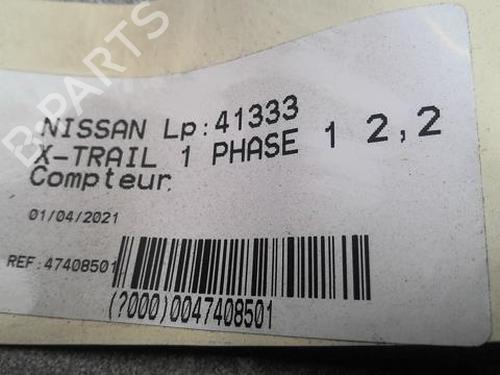 B-PARTS
NISSAN Lp:41333
X-TRAIL 1 PHASE 1 2,2
Compteur
01/04/2021
REF:47408501
(?000)0047408501